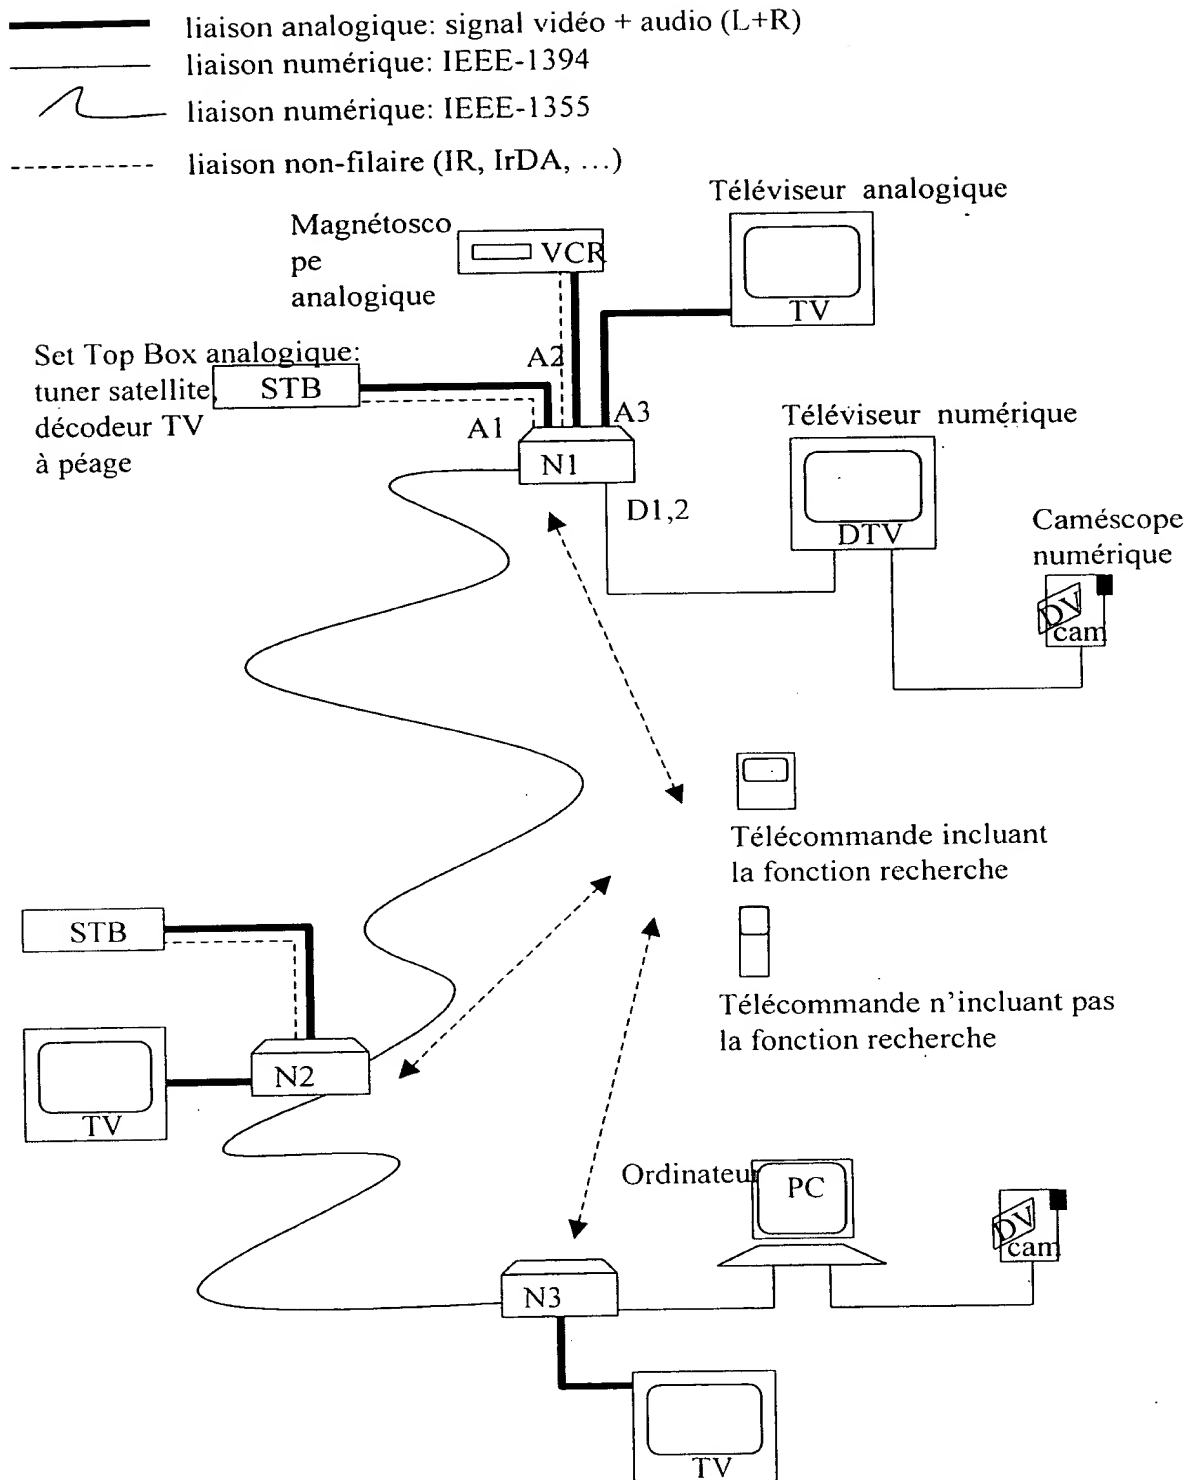 liaison analogique: signal vidéo + audio (L+R)
liaison numérique: IEEE-1394
liaison numérique: IEEE-1355
liaison non-filaire (IR, IrDA, ...)
Téléviseur analogique
Magnétosco
pe
analogique
VCR
TV
Set Top Box analogique:
tuner satellite,
décodeur TV
à péage
STB
A2
A1
A3
N1
D1,2
Téléviseur numérique
DTV
Caméscope
numérique
DV
cam
Télécommande incluant
la fonction recherche
STB
Télécommande n'incluant pas
la fonction recherche
N2
TV
Ordinateur
PC
DV
cam
N3
TV